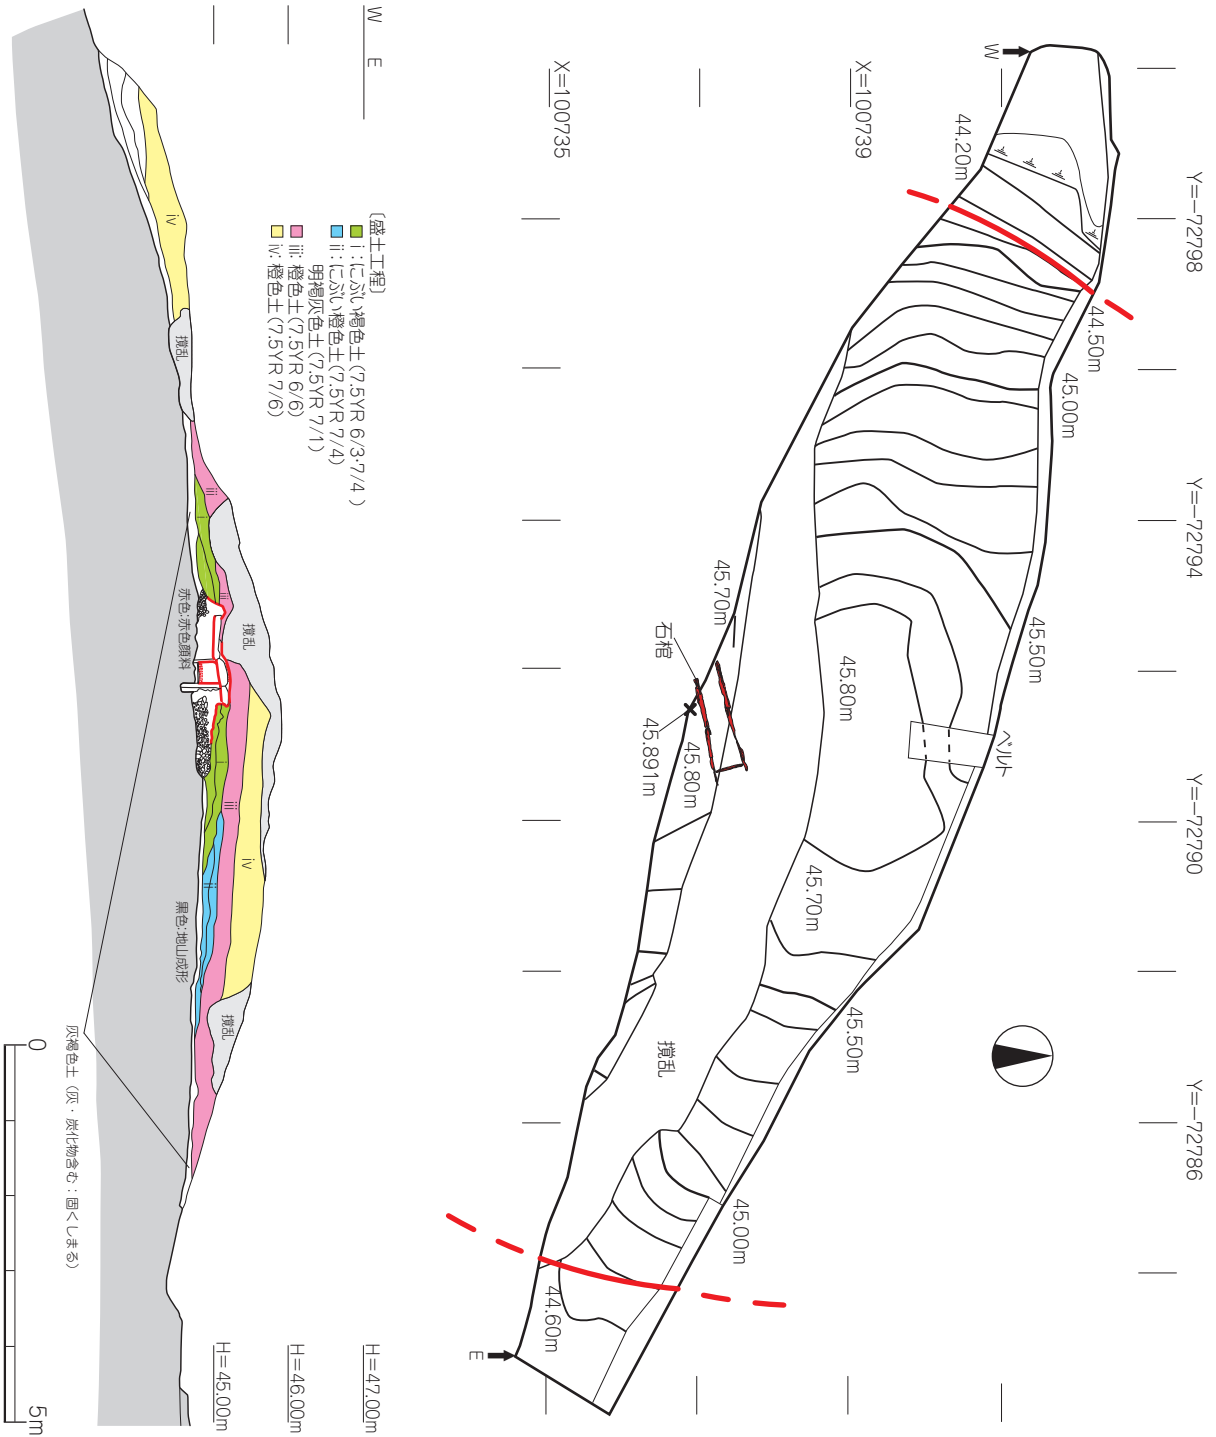 Y=−72798
Y=−72794
Y=−72790
Y=−72786
X=100739
X=100735
W
44.20m
44.50m
45.00m
45.50m
45.70m
石棺
45.80m
ベルト
45.891m
45.80m
45.70m
45.50m
撹乱
45.00m
44.60m
E
W E
H=47.00m
H=46.00m
H=45.00m
〔盛土工程〕
i：にぶい褐色土(7.5YR 6/3・7/4 )
ii：にぶい橙色土(7.5YR 7/4)
明褐灰色土(7.5YR 7/1)
iii: 橙色土(7.5YR 6/6)
iv: 橙色土(7.5YR 7/6)
iv
撹乱
iii
i
iii
撹乱
赤色:赤色顔料
i
iii
iv
ii
撹乱
黒色:地山成形
灰褐色土（灰・炭化物含む：固くしまる）
0
5m